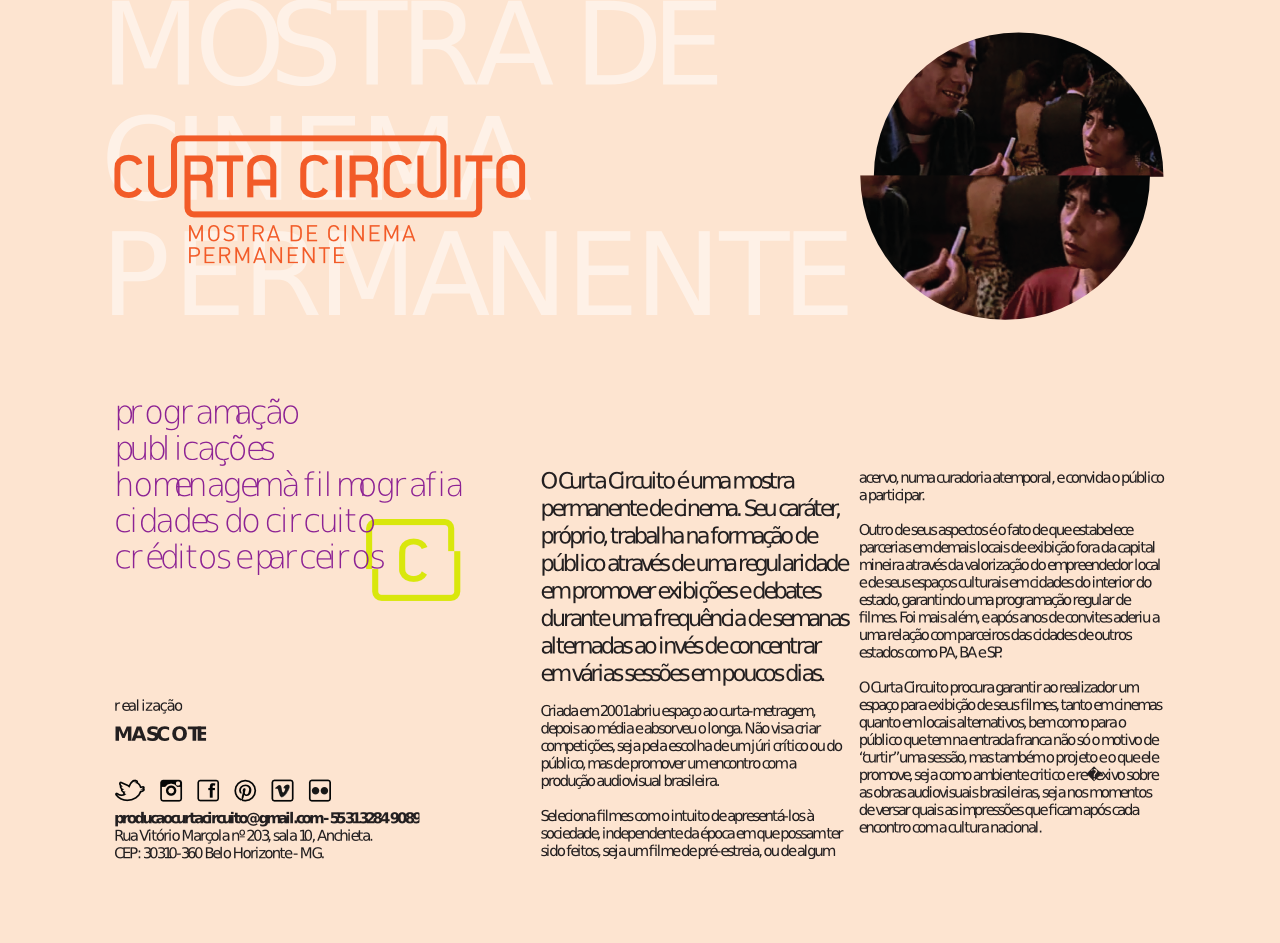 MOSTRA DE
CINEMA
PERMANENTE
CURTA CIRCUITO
MOSTRA DE CINEMA
PERMANENTE
programação
publicações
homenagem à filmografia
cidades do circuito
créditos e parceiros
C
realização
MASCOTE
producaocurtacircuito@gmail.com - 55 31 3284 9089
Rua Vitório Marçola nº 203, sala 10, Anchieta.
CEP: 30310-360 Belo Horizonte - MG.
O Curta Circuito é uma mostra
permanente de cinema. Seu caráter,
próprio, trabalha na formação de
público através de uma regularidade
em promover exibições e debates
durante uma frequência de semanas
alternadas ao invés de concentrar
em várias sessões em poucos dias.
Criada em 2001 abriu espaço ao curta-metragem,
depois ao média e absorveu o longa. Não visa criar
competições, seja pela escolha de um júri crítico ou do
público, mas de promover um encontro com a
produção audiovisual brasileira.
Seleciona filmes com o intuito de apresentá-los à
sociedade, independente da época em que possam ter
sido feitos, seja um filme de pré-estreia, ou de algum
acervo, numa curadoria atemporal, e convida o público
a participar.
Outro de seus aspectos é o fato de que estabelece
parcerias em demais locais de exibição fora da capital
mineira através da valorização do empreendedor local
e de seus espaços culturais em cidades do interior do
estado, garantindo uma programação regular de
filmes. Foi mais além, e após anos de convites aderiu a
uma relação com parceiros das cidades de outros
estados como PA, BA e SP.
O Curta Circuito procura garantir ao realizador um
espaço para exibição de seus filmes, tanto em cinemas
quanto em locais alternativos, bem como para o
público que tem na entrada franca não só o motivo de
“curtir” uma sessão, mas também o projeto e o que ele
promove, seja como ambiente critico e re�exivo sobre
as obras audiovisuais brasileiras, seja nos momentos
de versar quais as impressões que ficam após cada
encontro com a cultura nacional.